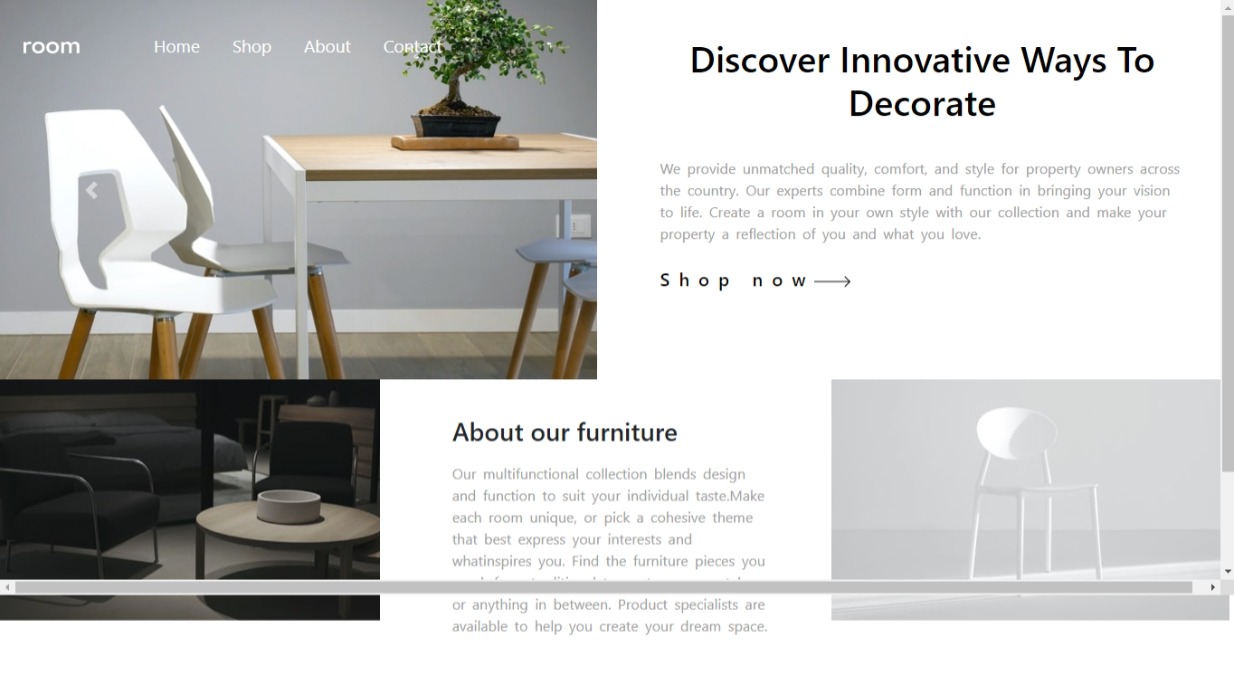 room
Home Shop About Contact
Discover Innovative Ways To
Decorate
We provide unmatched quality, comfort, and style for property owners across
the country. Our experts combine form and function in bringing your vision
to life. Create a room in your own style with our collection and make your
property a reflection of you and what you love.
Shop now
About our furniture
Our multifunctional collection blends design
and function to suit your individual taste.Make
each room unique, or pick a cohesive theme
that best express your interests and
whatinspires you. Find the furniture pieces you
or anything in between. Product specialists are
available to help you create your dream space.